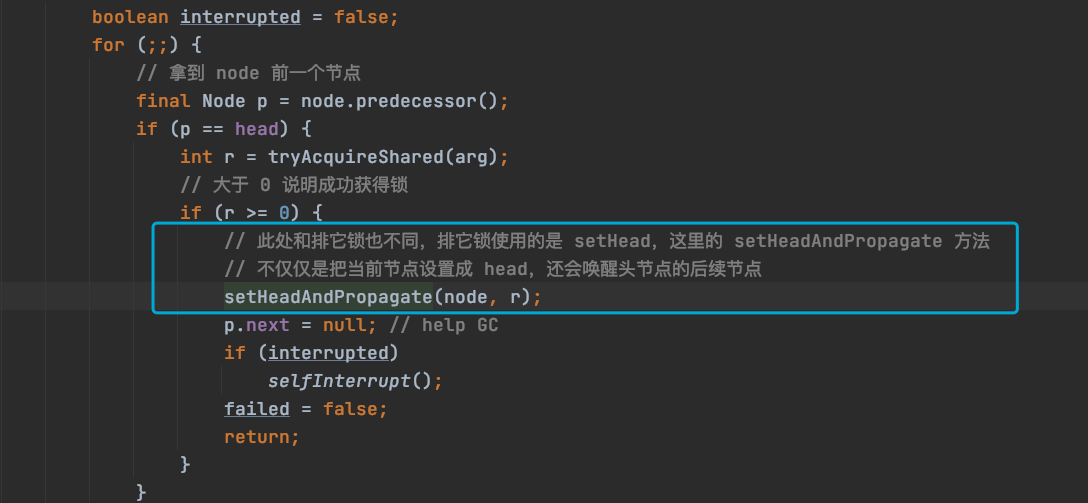 boolean interrupted = false;
for (;;) {
// 拿到 node 前一个节点
final Node p = node.predecessor();
if (p == head) {
int r = tryAcquireShared(arg);
// 大于 0 说明成功获得锁
if (r >= 0) {
// 此处和排它锁也不同，排它锁使用的是 setHead，这里的 setHeadAndPropagate 方法
// 不仅仅是把当前节点设置成 head，还会唤醒头节点的后续节点
setHeadAndPropagate(node, r);
p.next = null; // help GC
if (interrupted)
selfInterrupt();
failed = false;
return;
}
}